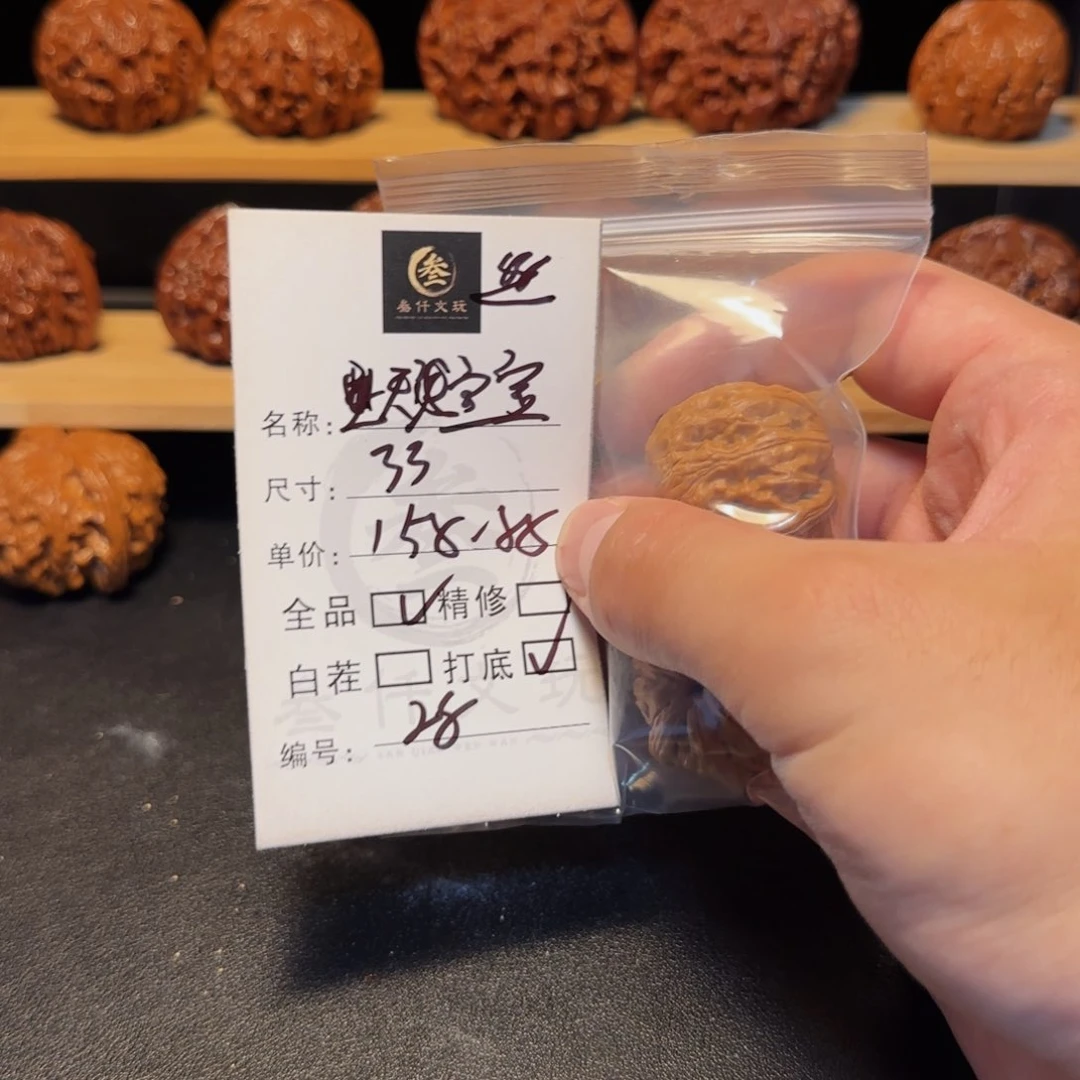 叁
叁仟文玩
名称:
尺寸: 33
单价: 158.88
全品 ✓ 精修
白茬 打底 ✓
编号: 28